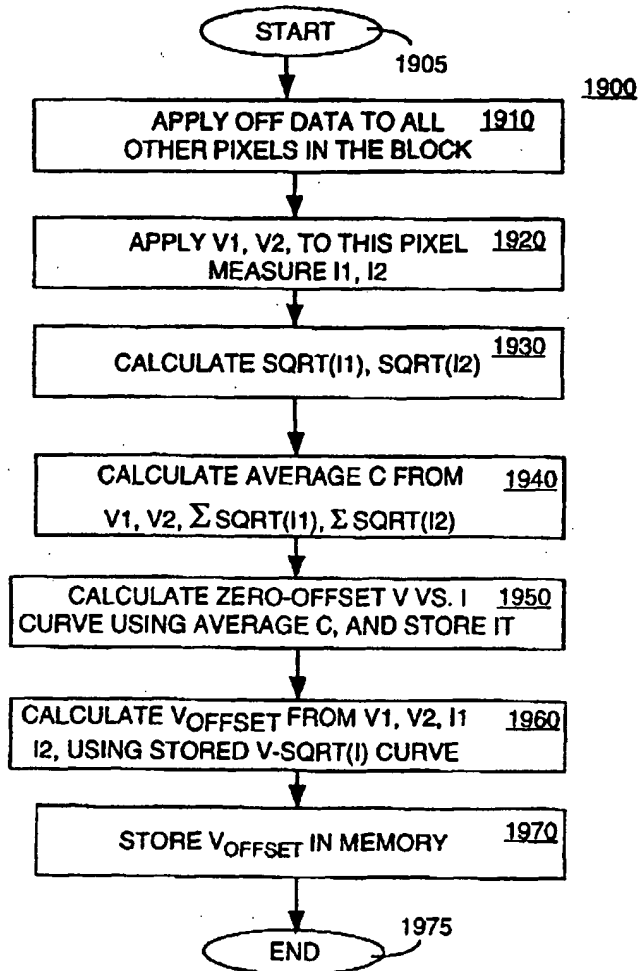 START
1905
1900
APPLY OFF DATA TO ALL 1910
OTHER PIXELS IN THE BLOCK
APPLY V1, V2, TO THIS PIXEL 1920
MEASURE I1, I2
1930
CALCULATE SQRT(I1), SQRT(I2)
CALCULATE AVERAGE C FROM 1940
V1, V2, Σ SQRT(I1), Σ SQRT(I2)
CALCULATE ZERO-OFFSET V VS. I 1950
CURVE USING AVERAGE C, AND STORE IT
CALCULATE VOFFSET FROM V1, V2, I1 1960
I2, USING STORED V-SQRT(I) CURVE
STORE VOFFSET IN MEMORY 1970
1975
END